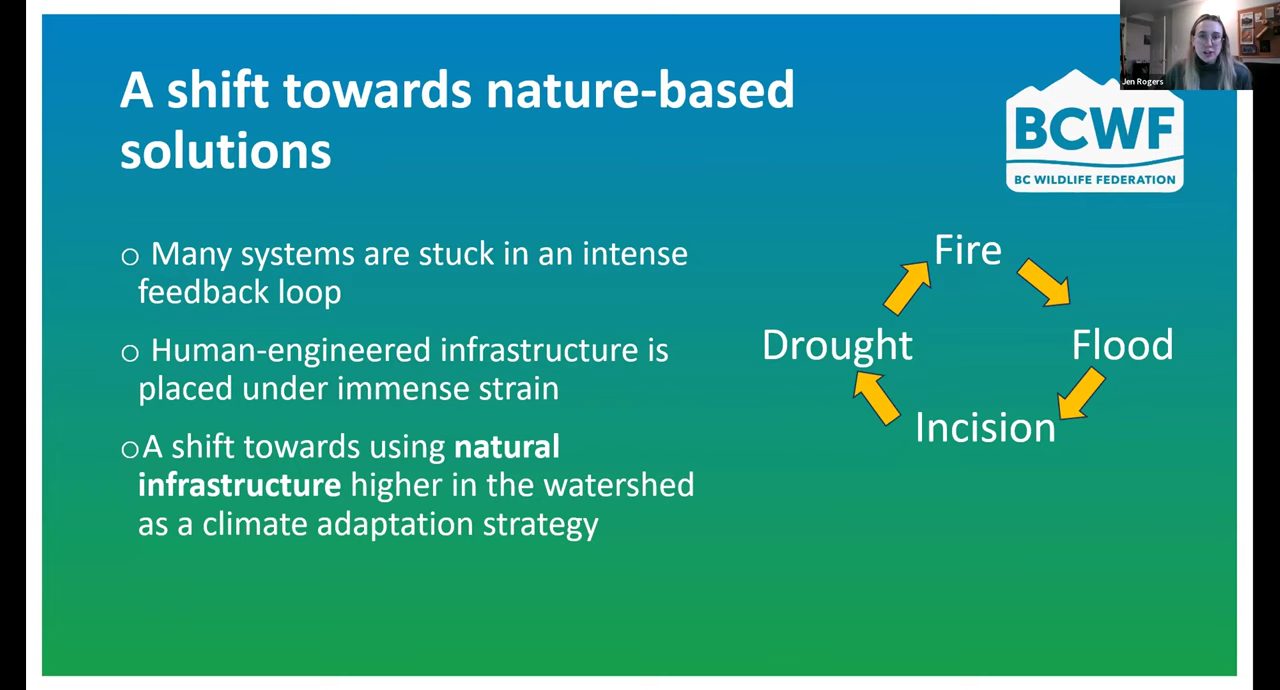 A shift towards nature-based
solutions
Jen Rogers
BCWF
BC WILDLIFE FEDERATION
o Many systems are stuck in an intense
feedback loop
o Human-engineered infrastructure is
placed under immense strain
oA shift towards using natural
infrastructure higher in the watershed
as a climate adaptation strategy
Fire
Drought
Flood
Incision